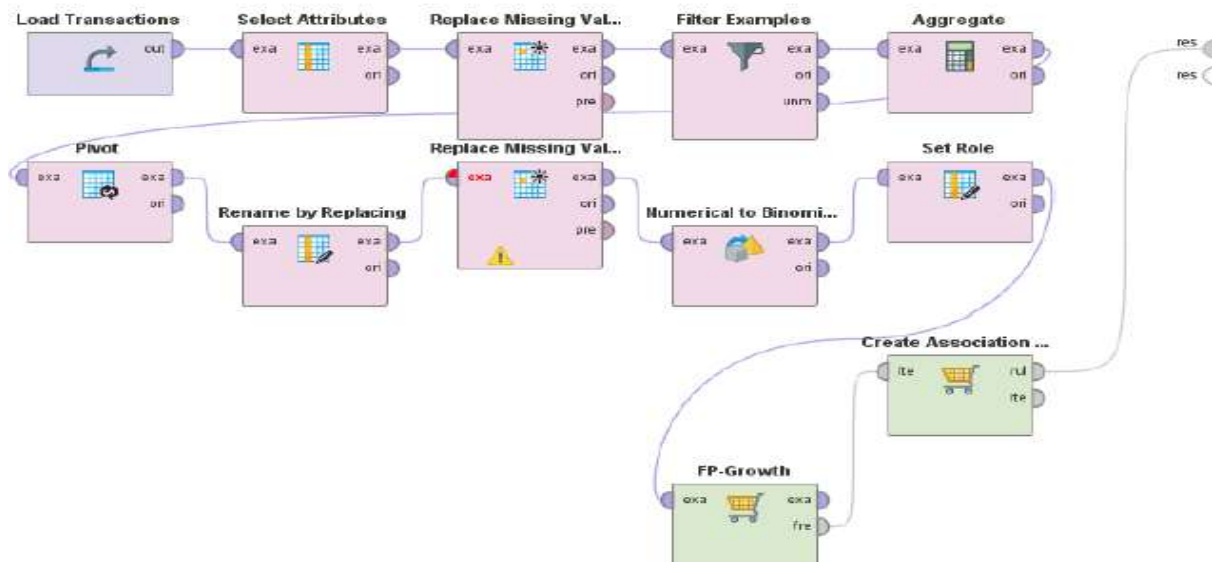 Load Transactions
out
Select Attributes
exa exa
ori
Replace Missing Val...
exa exa
ori
pre
Filter Examples
exa exa
ori
unm
Aggregate
exa exa
ori
res
res
Pivot
exa exa
ori
Rename by Replacing
exa exa
ori
Replace Missing Val...
exa exa
ori
pre
Numerical to Binomi...
exa exa
ori
Set Role
exa exa
ori
Create Association ...
ite rul
ite
FP-Growth
exa exa
fre